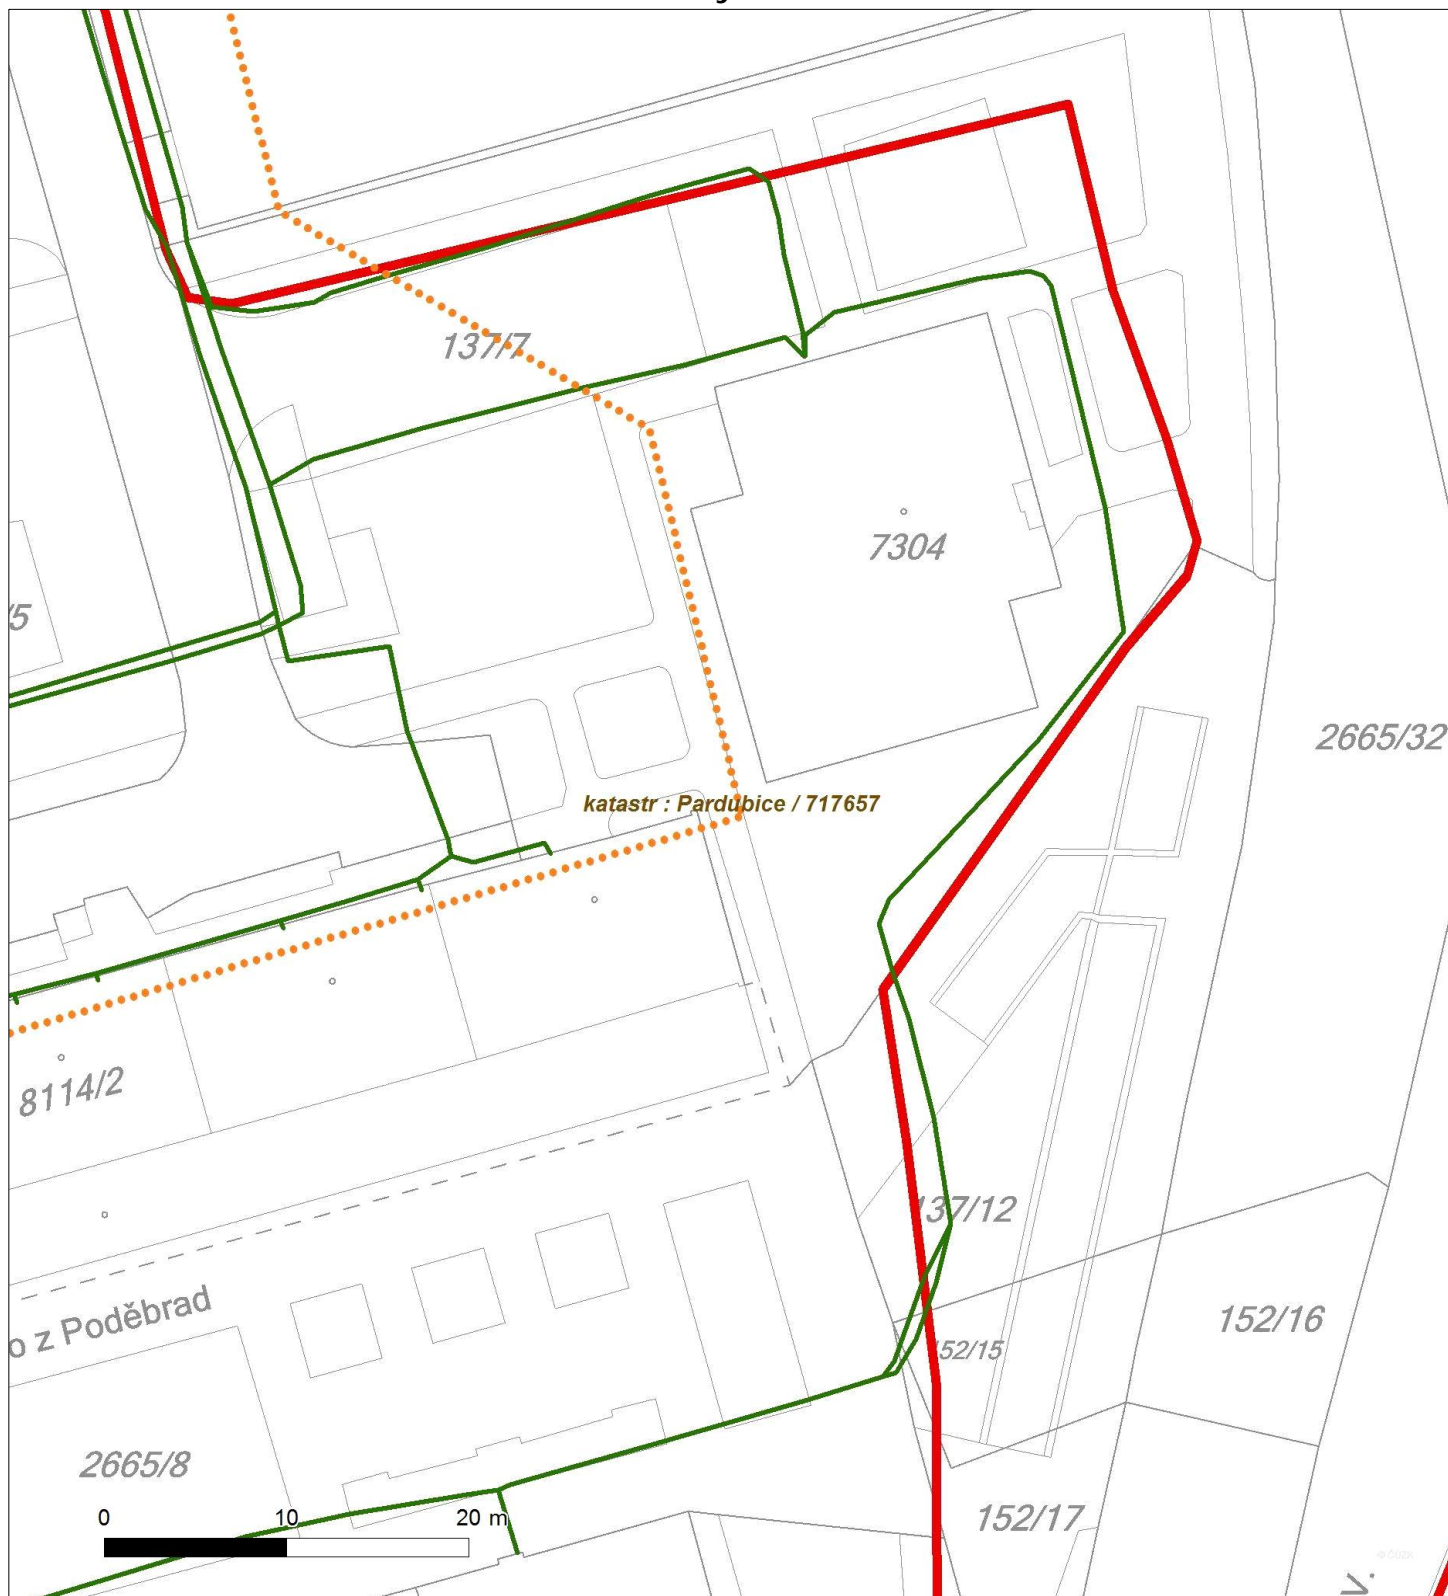 137/7
7304
/5
2665/32
katastr : Pardubice / 717657
8114/2
137/12
o z Poděbrad
152/16
152/15
2665/8
0 10 20 m
152/17
v.